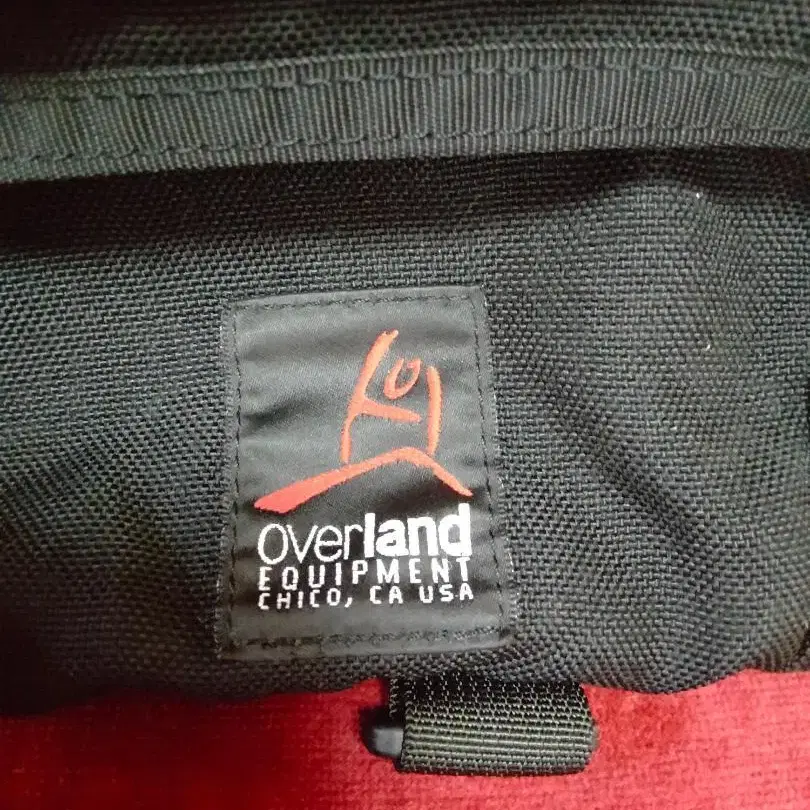 overland
EQUIPMENT
CHICO, CA USA